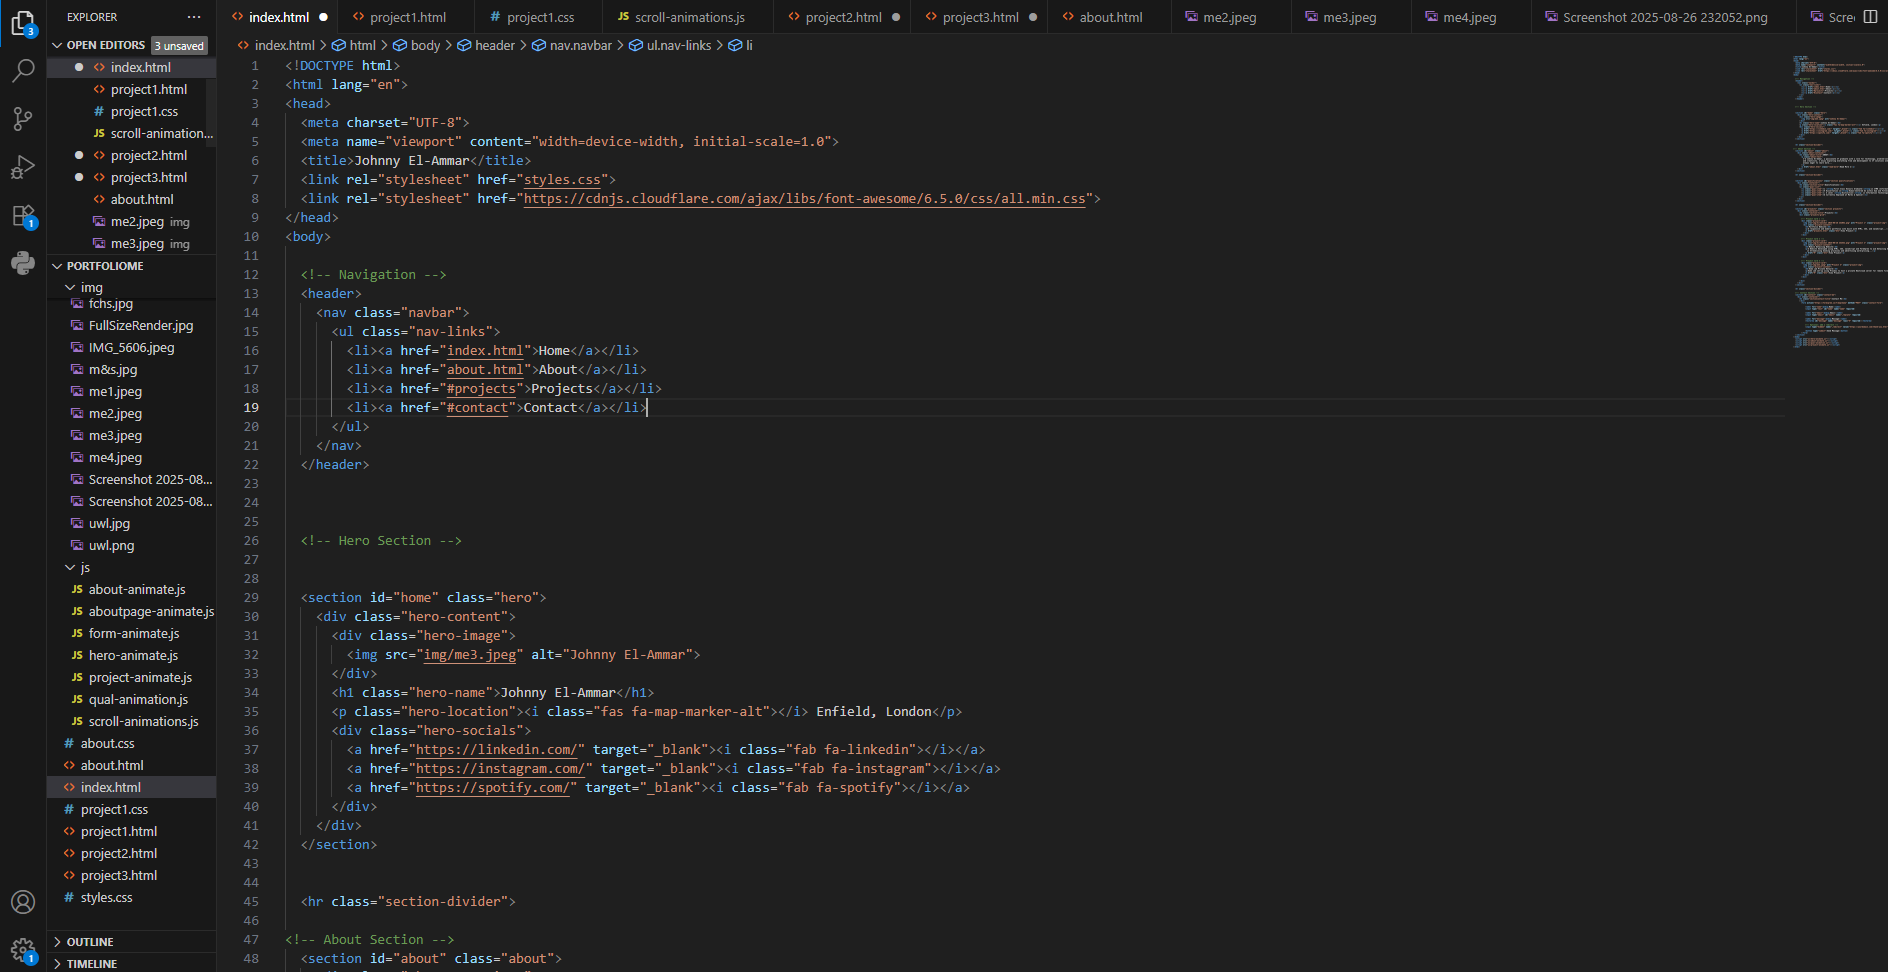 EXPLORER
OPEN EDITORS 3 unsaved
index.html
project1.html
project1.css
scroll-animation...
project2.html
project3.html
about.html
me2.jpeg img
me3.jpeg img
PORTFOLIOME
img
fchs.jpg
FullSizeRender.jpg
IMG_5606.jpeg
m&s.jpg
me1.jpeg
me2.jpeg
me3.jpeg
me4.jpeg
Screenshot 2025-08...
Screenshot 2025-08...
uwl.jpg
uwl.png
js
about-animate.js
aboutpage-animate.js
form-animate.js
hero-animate.js
project-animate.js
qual-animation.js
scroll-animations.js
about.css
about.html
index.html
project1.css
project1.html
project2.html
project3.html
styles.css
OUTLINE
TIMELINE
3
1
1
index.html project1.html project1.css scroll-animations.js project2.html project3.html about.html me2.jpeg me3.jpeg me4.jpeg Screenshot 2025-08-26 232052.png Scre
index.html > html > body > header > nav.navbar > ul.nav-links > li
1 <!DOCTYPE html>
2 <html lang="en">
3 <head>
4 <meta charset="UTF-8">
5 <meta name="viewport" content="width=device-width, initial-scale=1.0">
6 <title>Johnny El-Ammar</title>
7 <link rel="stylesheet" href="styles.css">
8 <link rel="stylesheet" href="https://cdnjs.cloudflare.com/ajax/libs/font-awesome/6.5.0/css/all.min.css">
9 </head>
10 <body>
11
12 <!-- Navigation -->
13 <header>
14 <nav class="navbar">
15 <ul class="nav-links">
16 <li><a href="index.html">Home</a></li>
17 <li><a href="about.html">About</a></li>
18 <li><a href="#projects">Projects</a></li>
19 <li><a href="#contact">Contact</a></li>
20 </ul>
21 </nav>
22 </header>
23
24
25
26 <!-- Hero Section -->
27
28
29 <section id="home" class="hero">
30 <div class="hero-content">
31 <div class="hero-image">
32 <img src="img/me3.jpeg" alt="Johnny El-Ammar">
33 </div>
34 <h1 class="hero-name">Johnny El-Ammar</h1>
35 <p class="hero-location"><i class="fas fa-map-marker-alt"></i> Enfield, London</p>
36 <div class="hero-socials">
37 <a href="https://linkedin.com/" target="_blank"><i class="fab fa-linkedin"></i></a>
38 <a href="https://instagram.com/" target="_blank"><i class="fab fa-instagram"></i></a>
39 <a href="https://spotify.com/" target="_blank"><i class="fab fa-spotify"></i></a>
40 </div>
41 </div>
42 </section>
43
44
45 <hr class="section-divider">
46
47 <!-- About Section -->
48 <section id="about" class="about">